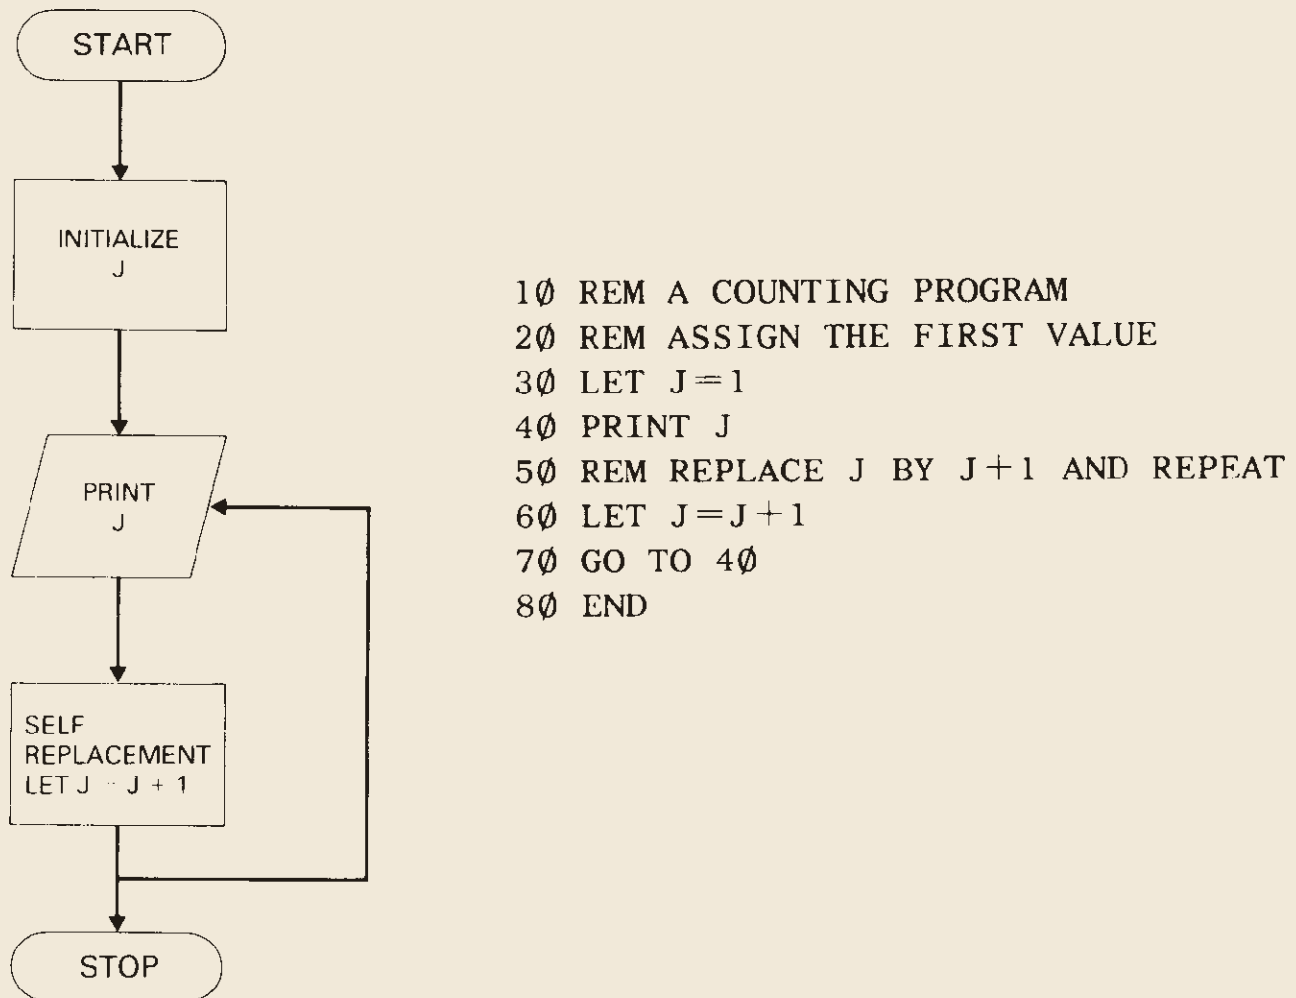 START
INITIALIZE
J
PRINT
J
SELF
REPLACEMENT
LET J = J + 1
STOP
1Ø REM A COUNTING PROGRAM
2Ø REM ASSIGN THE FIRST VALUE
3Ø LET J=1
4Ø PRINT J
5Ø REM REPLACE J BY J+1 AND REPEAT
6Ø LET J=J+1
7Ø GO TO 4Ø
8Ø END